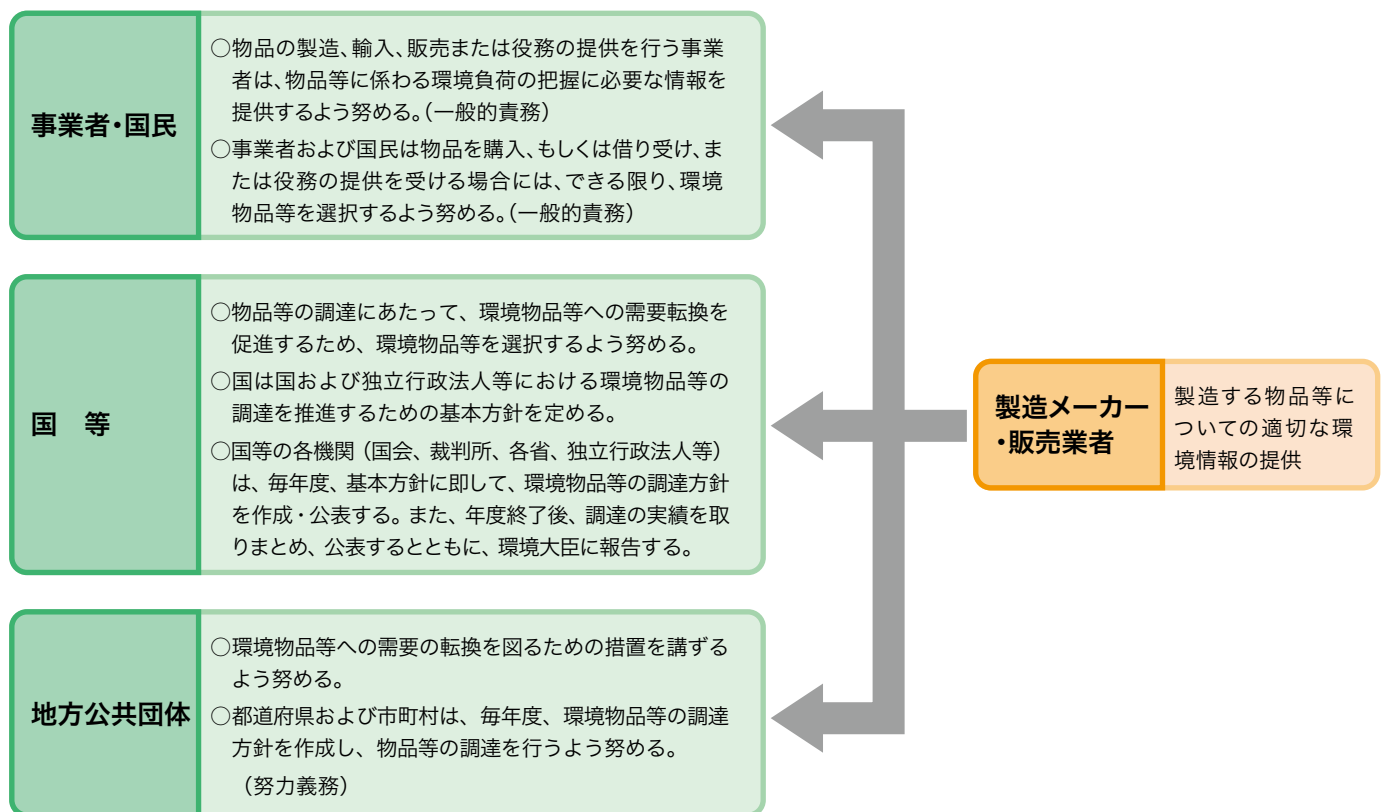 事業者・国民
○物品の製造、輸入、販売または役務の提供を行う事業
者は、物品等に係わる環境負荷の把握に必要な情報を
提供するよう努める。(一般的責務)
○事業者および国民は物品を購入、もしくは借り受け、ま
たは役務の提供を受ける場合には、できる限り、環境
物品等を選択するよう努める。(一般的責務)
国　等
○物品等の調達にあたって、環境物品等への需要転換を
促進するため、環境物品等を選択するよう努める。
○国は国および独立行政法人等における環境物品等の
調達を推進するための基本方針を定める。
○国等の各機関（国会、裁判所、各省、独立行政法人等）
は、毎年度、基本方針に即して、環境物品等の調達方針
を作成・公表する。また、年度終了後、調達の実績を取
りまとめ、公表するとともに、環境大臣に報告する。
地方公共団体
○環境物品等への需要の転換を図るための措置を講ずる
よう努める。
○都道府県および市町村は、毎年度、環境物品等の調達
方針を作成し、物品等の調達を行うよう努める。
（努力義務）
製造メーカー
・販売業者
製造する物品等に
ついての適切な環
境情報の提供